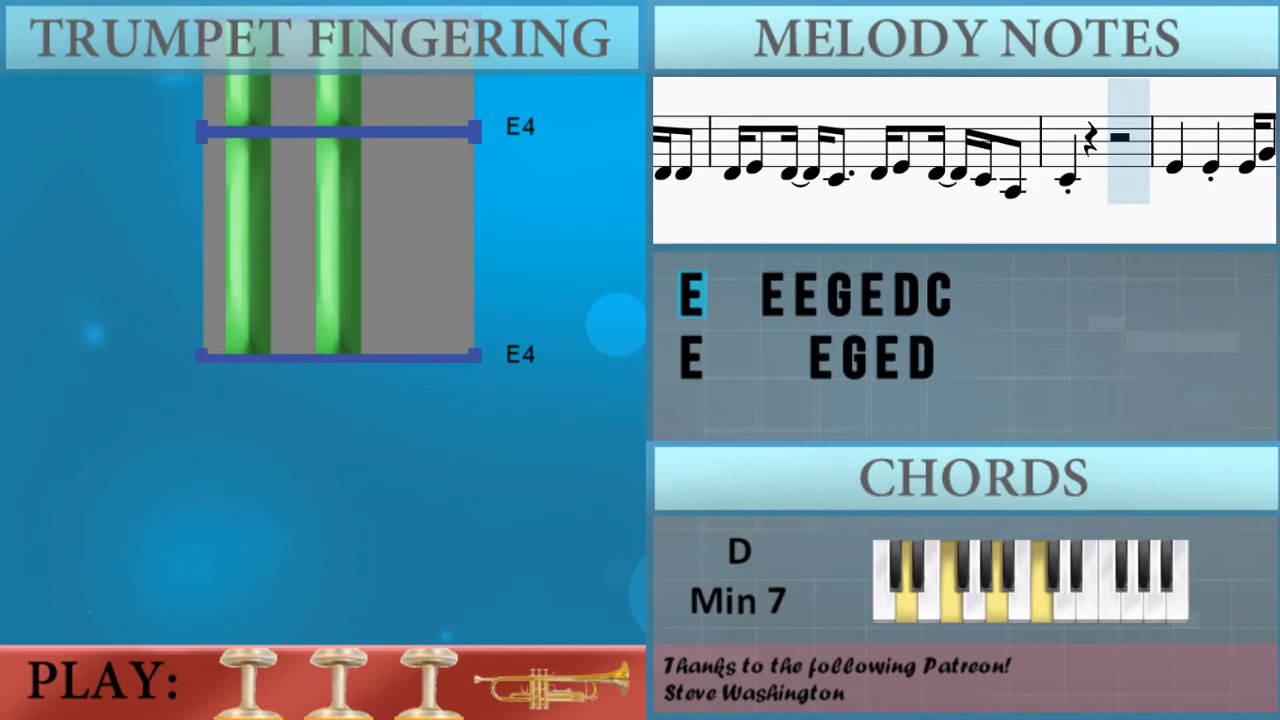 TRUMPET FINGERING
E4
E4
PLAY:
MELODY NOTES
E EEGEDC
E EGED
CHORDS
D
Min 7
Thanks to the following Patreon!
Steve Washington